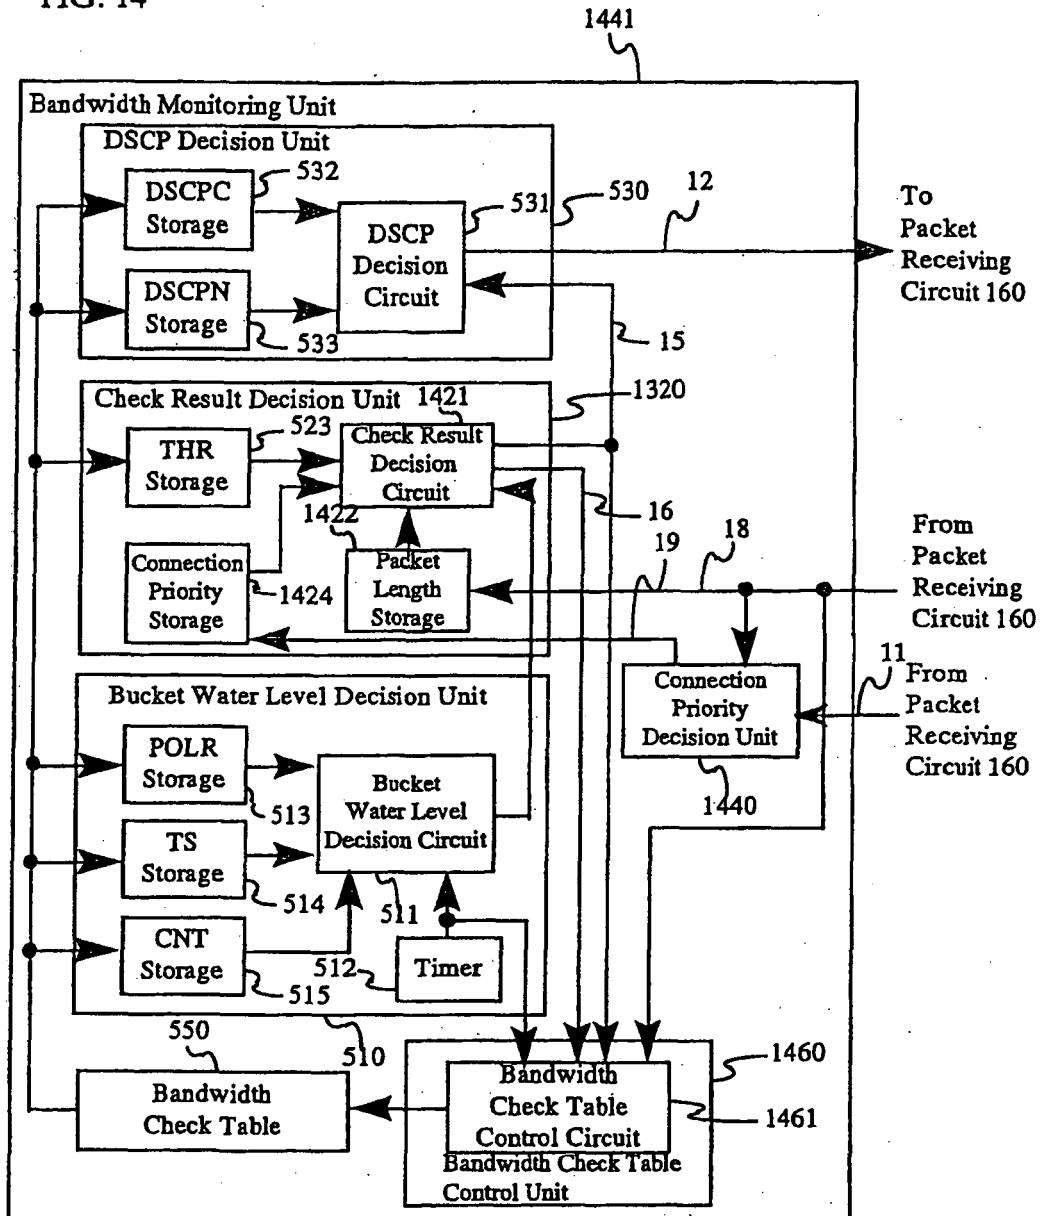 FIG. 14
1441
Bandwidth Monitoring Unit
DSCP Decision Unit
DSCPC
Storage
532
DSCP
Decision
Circuit
531
530
12
To
Packet
Receiving
Circuit 160
DSCPN
Storage
533
15
Check Result Decision Unit
1421
1320
THR
Storage
523
Check Result
Decision
Circuit
1422
16
Connection
Priority
Storage
1424
Packet
Length
Storage
19
18
From
Packet
Receiving
Circuit 160
Connection
Priority
Decision Unit
1440
11
From
Packet
Receiving
Circuit 160
Bucket Water Level Decision Unit
POLR
Storage
513
Bucket
Water Level
Decision Circuit
511
TS
Storage
514
CNT
Storage
515
512
Timer
510
550
Bandwidth
Check Table
Bandwidth
Check Table
Control Circuit
1460
1461
Bandwidth Check Table
Control Unit